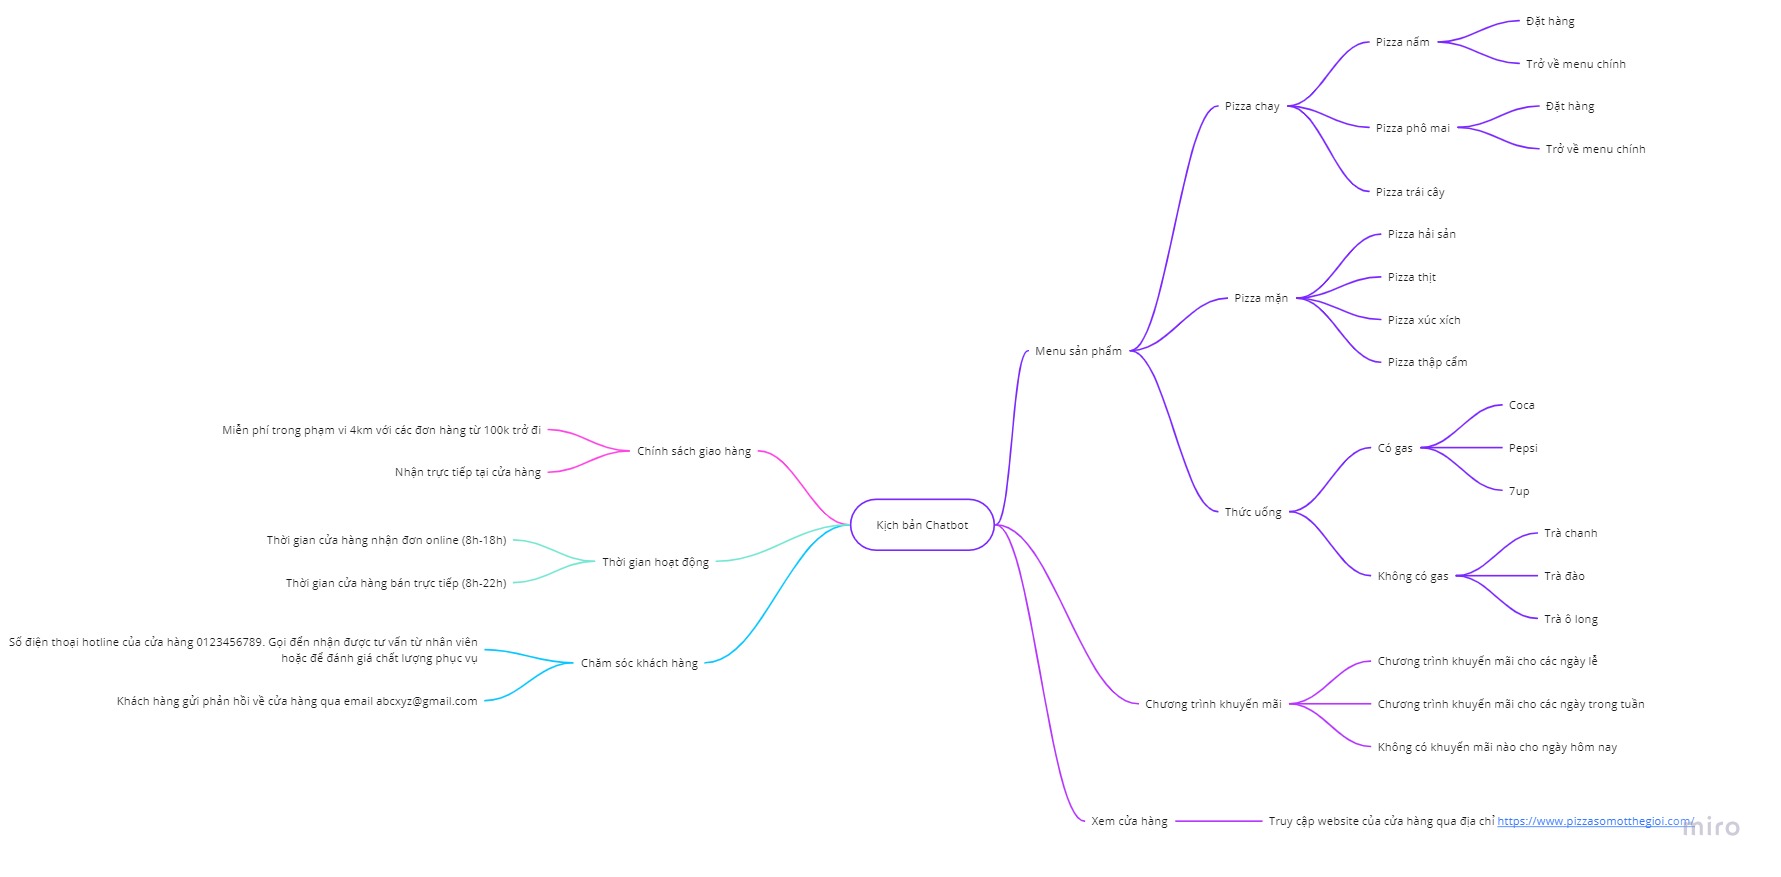 Kịch bản Chatbot
Menu sản phẩm
Pizza chay
Pizza nấm
Đặt hàng
Trở về menu chính
Pizza phô mai
Đặt hàng
Trở về menu chính
Pizza trái cây
Pizza mặn
Pizza hải sản
Pizza thịt
Pizza xúc xích
Pizza thập cẩm
Thức uống
Có gas
Coca
Pepsi
7up
Không có gas
Trà chanh
Trà đào
Trà ô long
Chương trình khuyến mãi
Chương trình khuyến mãi cho các ngày lễ
Chương trình khuyến mãi cho các ngày trong tuần
Không có khuyến mãi nào cho ngày hôm nay
Xem cửa hàng
Truy cập website của cửa hàng qua địa chỉ https://www.pizzasomotthegioi.com/
Chính sách giao hàng
Miễn phí trong phạm vi 4km với các đơn hàng từ 100k trở đi
Nhận trực tiếp tại cửa hàng
Thời gian hoạt động
Thời gian cửa hàng nhận đơn online (8h-18h)
Thời gian cửa hàng bán trực tiếp (8h-22h)
Chăm sóc khách hàng
Số điện thoại hotline của cửa hàng 0123456789. Gọi đến nhận được tư vấn từ nhân viên
hoặc để đánh giá chất lượng phục vụ
Khách hàng gửi phản hồi về cửa hàng qua email abcxyz@gmail.com
miro